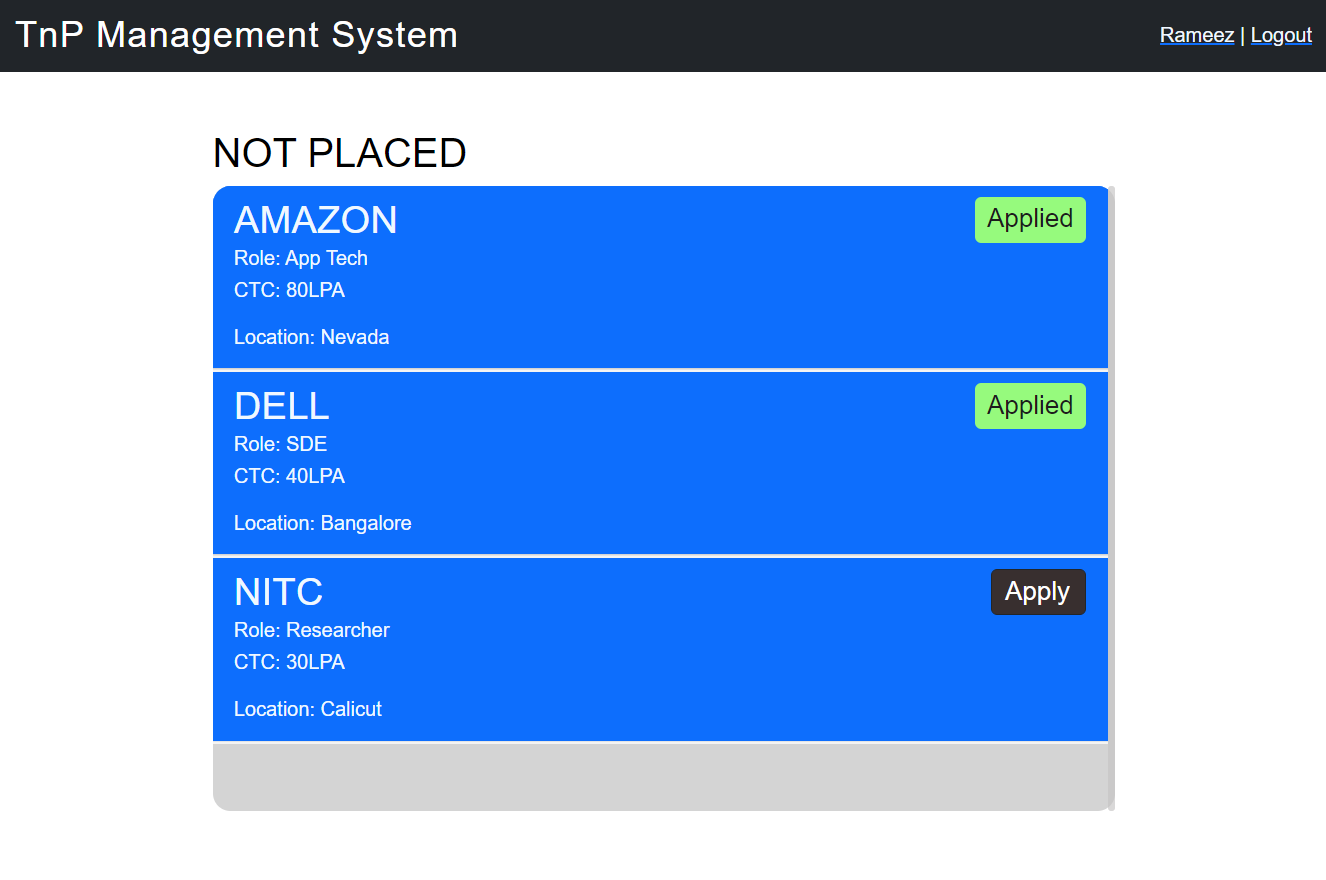 TnP Management System
Rameez | Logout
NOT PLACED
AMAZON
Applied
Role: App Tech
CTC: 80LPA
Location: Nevada
DELL
Applied
Role: SDE
CTC: 40LPA
Location: Bangalore
NITC
Apply
Role: Researcher
CTC: 30LPA
Location: Calicut